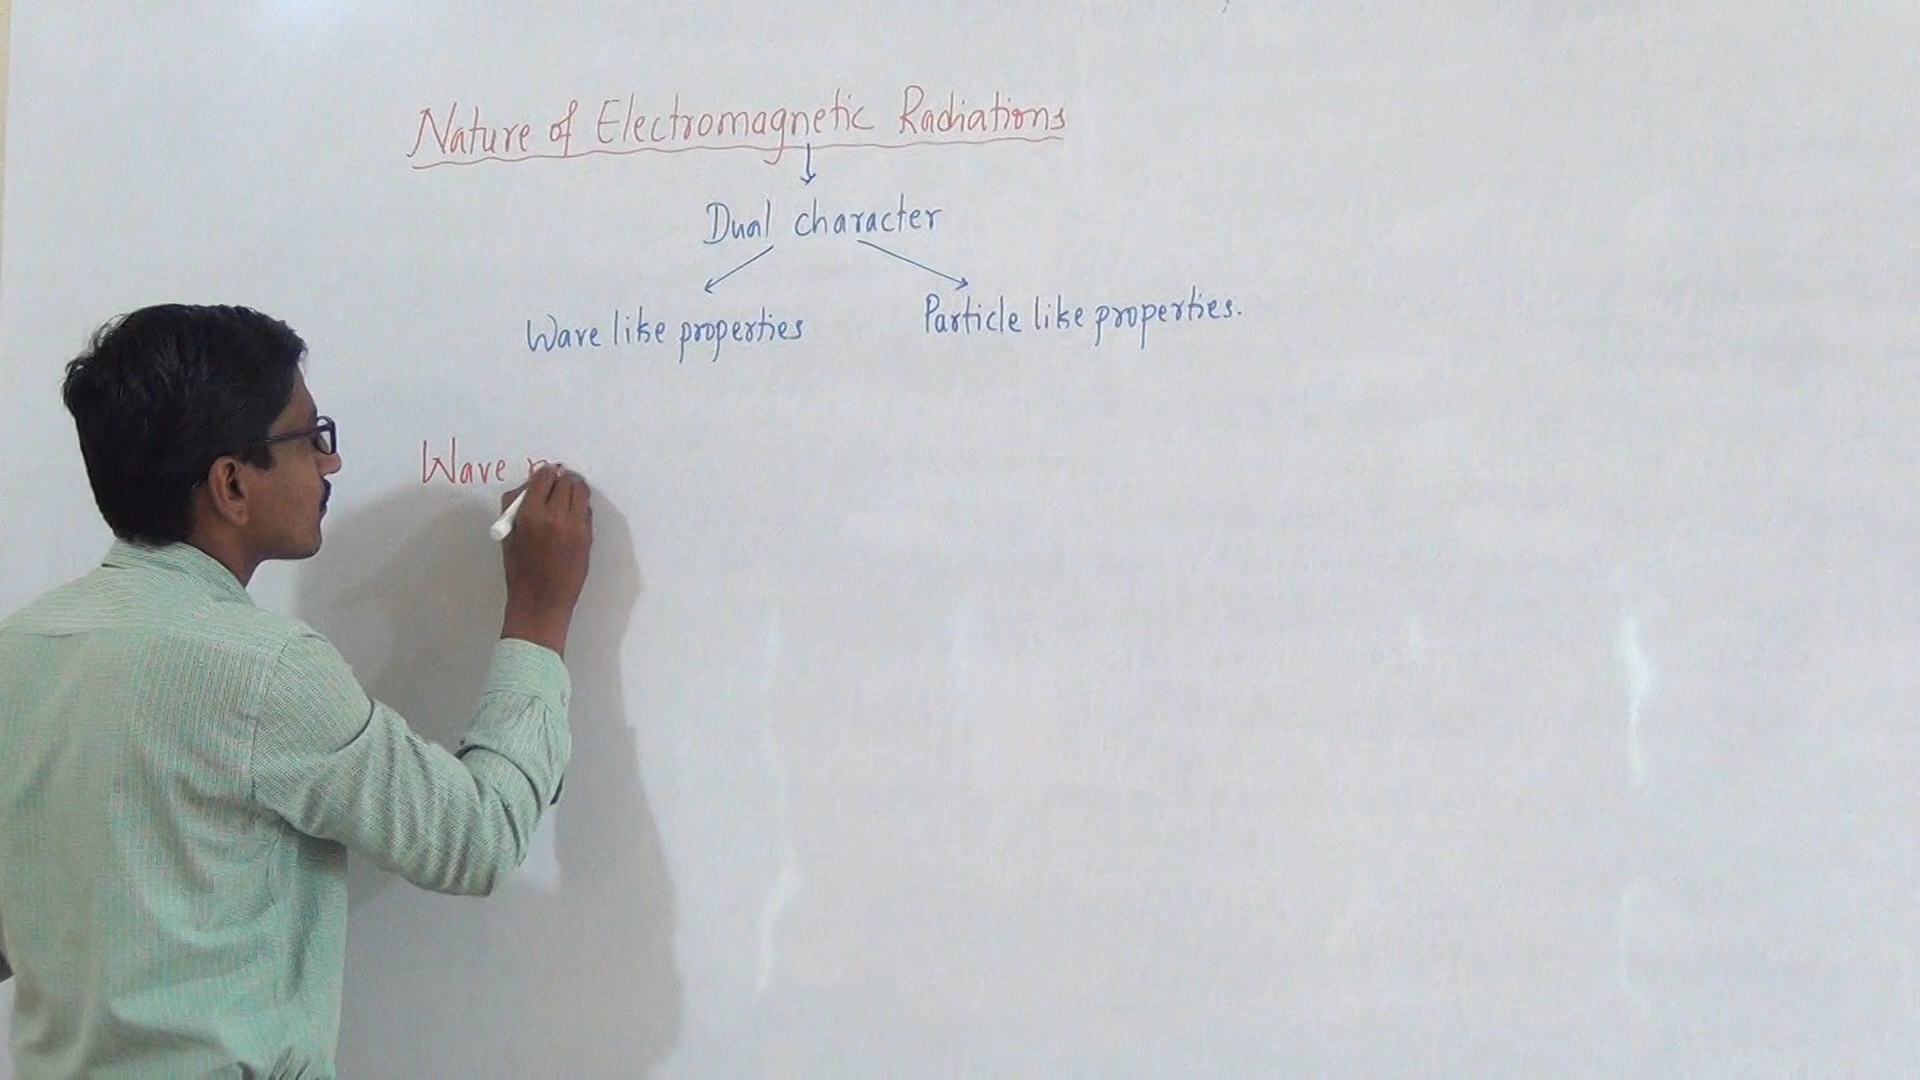 Nature of Electromagnetic Radiations
Dual character
Wave like properties
Particle like properties.
Wave